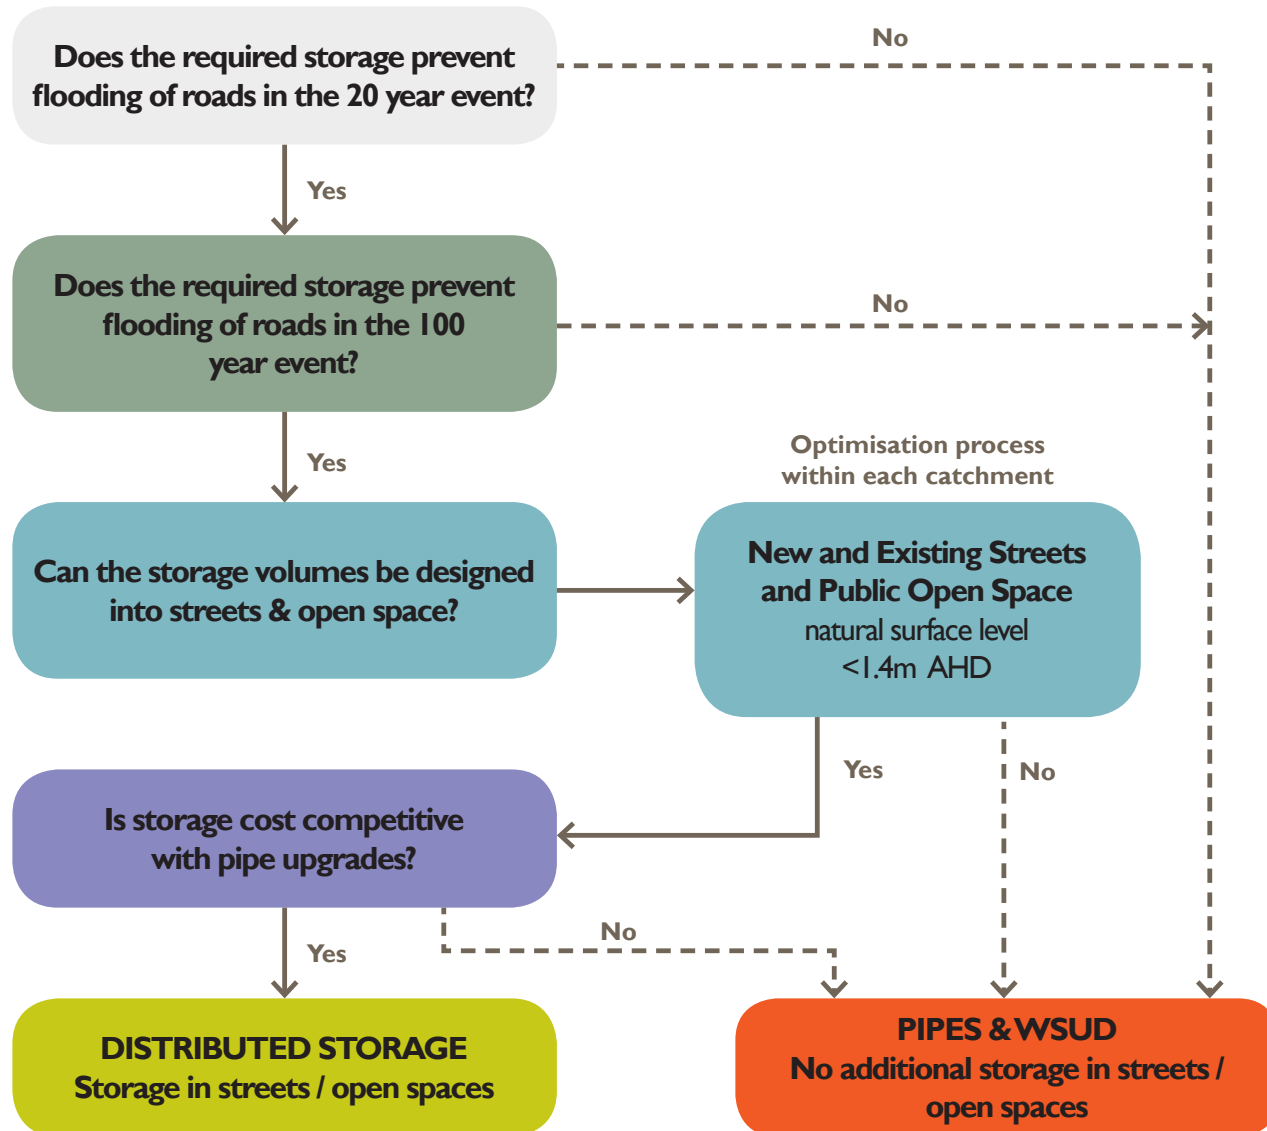 Does the required storage prevent
flooding of roads in the 20 year event?
No
Yes
Does the required storage prevent
flooding of roads in the 100
year event?
No
Yes
Optimisation process
within each catchment
Can the storage volumes be designed
into streets & open space?
New and Existing Streets
and Public Open Space
natural surface level
<1.4m AHD
Yes
No
Is storage cost competitive
with pipe upgrades?
No
Yes
DISTRIBUTED STORAGE
Storage in streets / open spaces
PIPES & WSUD
No additional storage in streets /
open spaces